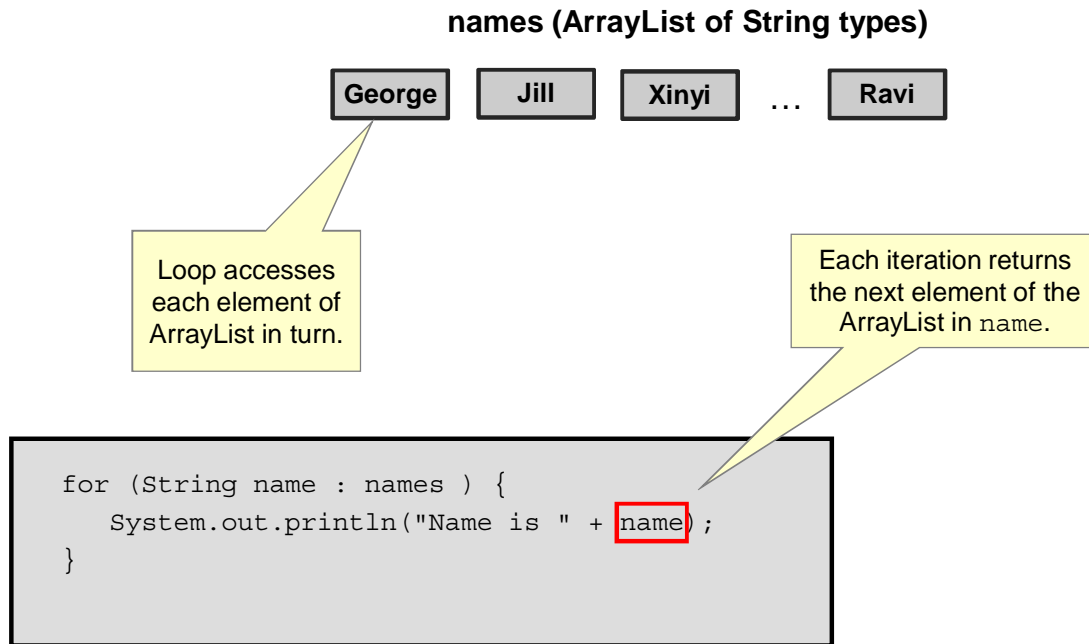 names (ArrayList of String types)
George Jill Xinyi ... Ravi
Loop accesses
each element of
ArrayList in turn.
Each iteration returns
the next element of the
ArrayList in name.
for (String name : names ) {
System.out.println("Name is " + name);
}